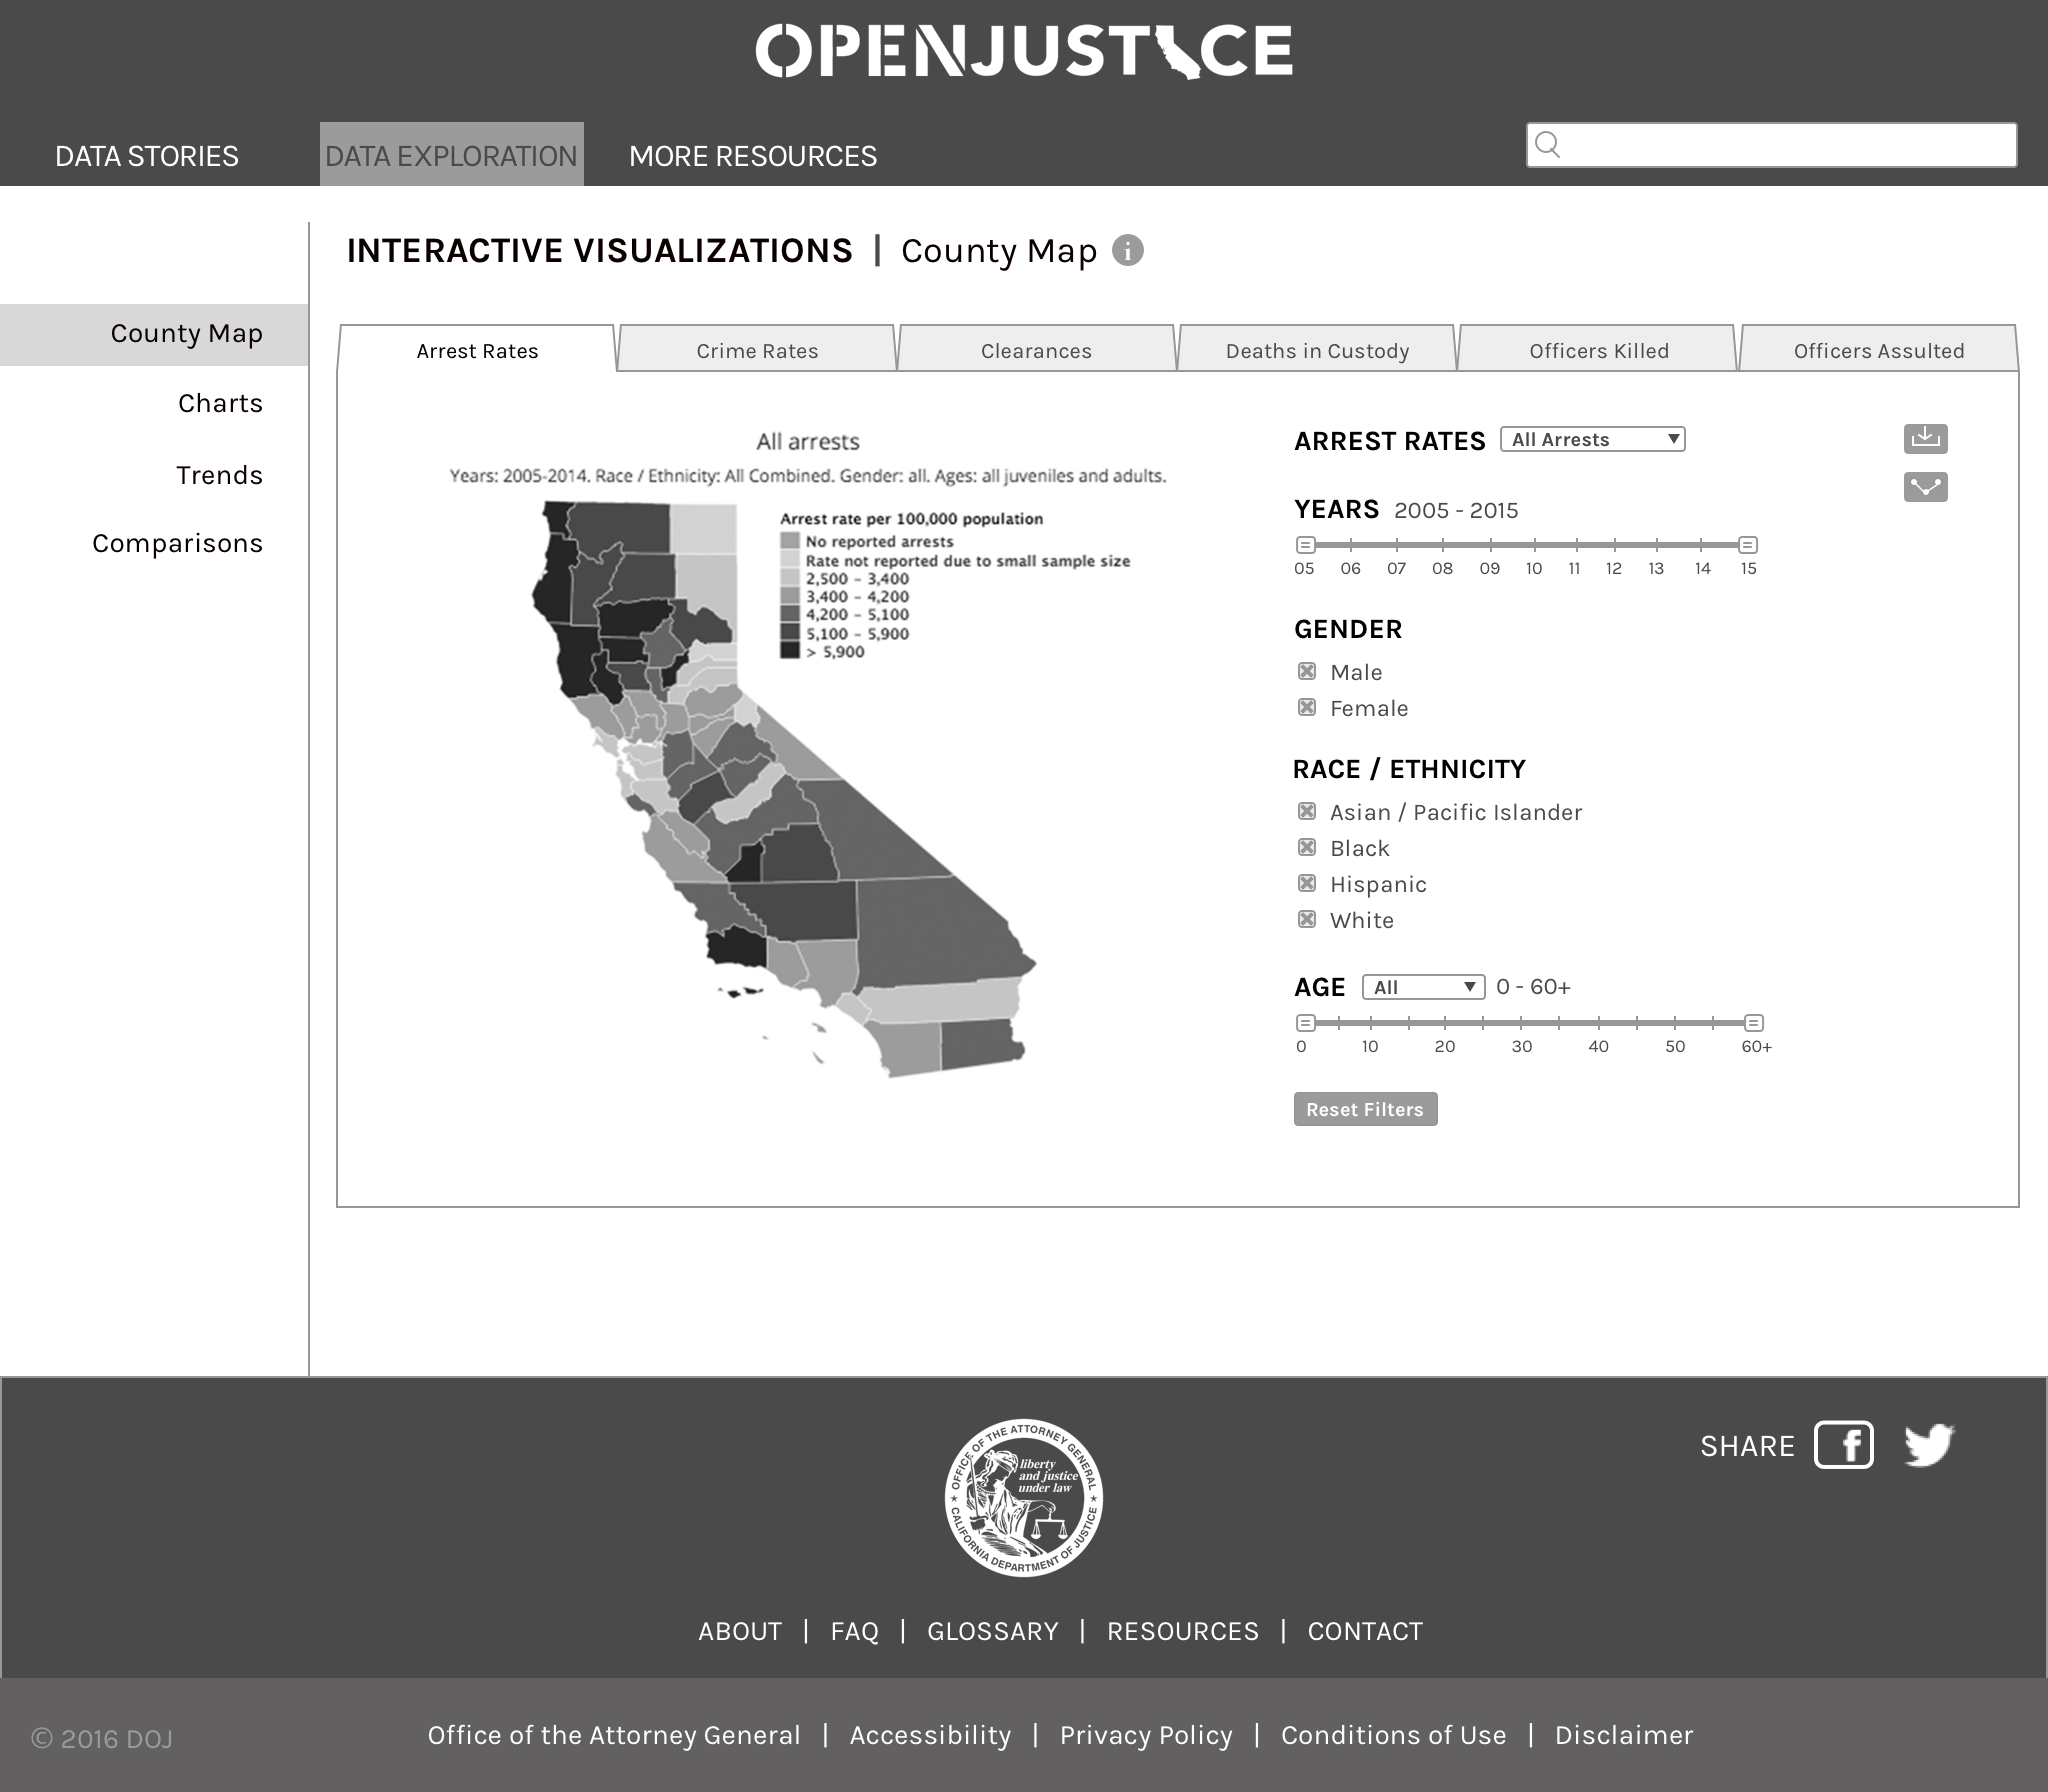 OPENJUSTICE
DATA STORIES
DATA EXPLORATION
MORE RESOURCES
INTERACTIVE VISUALIZATIONS | County Map i
County Map
Charts
Trends
Comparisons
Arrest Rates
Crime Rates
Clearances
Deaths in Custody
Officers Killed
Officers Assulted
All arrests
Years: 2005-2014. Race / Ethnicity: All Combined. Gender: all. Ages: all juveniles and adults.
Arrest rate per 100,000 population
No reported arrests
Rate not reported due to small sample size
2,500 - 3,400
3,400 - 4,200
4,200 - 5,100
5,100 - 5,900
> 5,900
ARREST RATES All Arrests
YEARS 2005 - 2015
05 06 07 08 09 10 11 12 13 14 15
GENDER
Male
Female
RACE / ETHNICITY
Asian / Pacific Islander
Black
Hispanic
White
AGE All 0 - 60+
0 10 20 30 40 50 60+
Reset Filters
OFFICE OF THE ATTORNEY GENERAL
liberty
and justice
under law
CALIFORNIA DEPARTMENT OF JUSTICE
SHARE f
ABOUT | FAQ | GLOSSARY | RESOURCES | CONTACT
© 2016 DOJ
Office of the Attorney General | Accessibility | Privacy Policy | Conditions of Use | Disclaimer